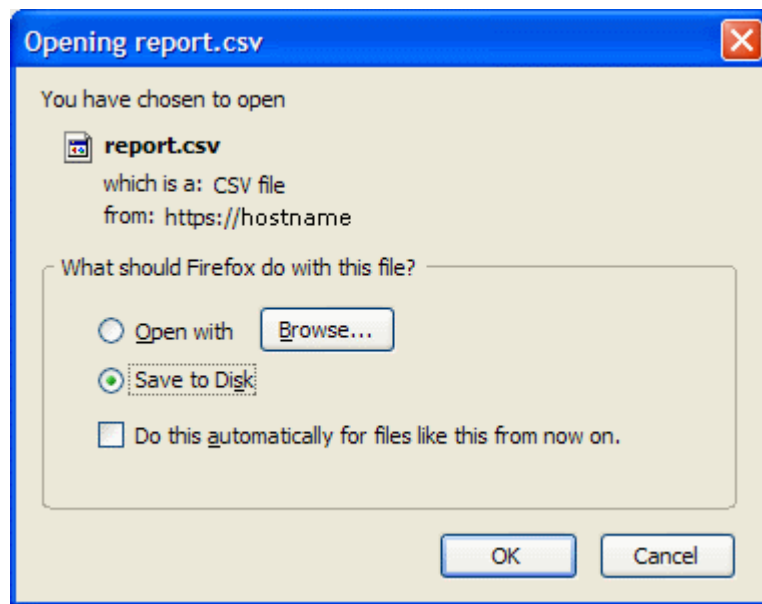 Opening report.csv
You have chosen to open
report.csv
which is a: CSV file
from: https://hostname
What should Firefox do with this file?
Open with Browse...
Save to Disk
Do this automatically for files like this from now on.
OK Cancel